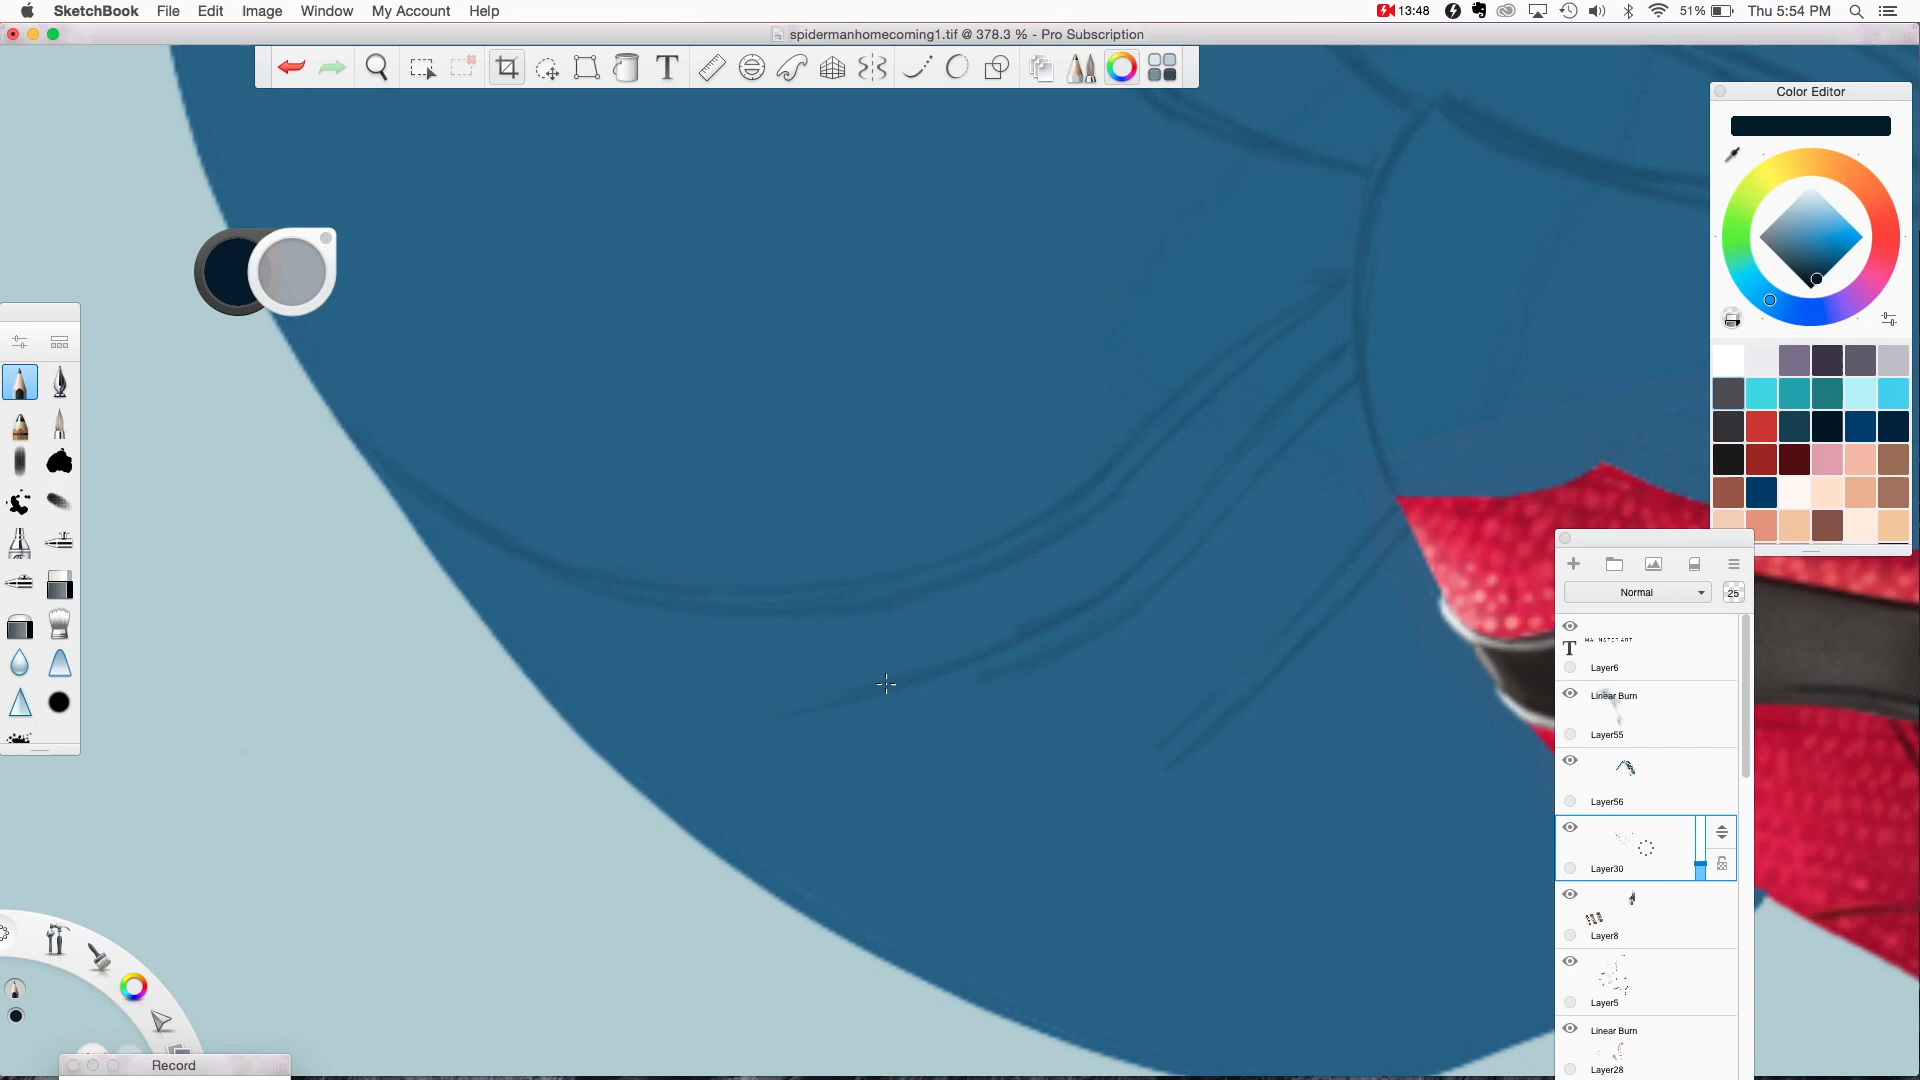 SketchBook File Edit Image Window My Account Help
13:48 51% Thu 5:54 PM
spidermanhomecoming1.tif @ 378.3 % - Pro Subscription
T
Color Editor
Normal 25
T
Layer6
Linear Burn
Layer55
Layer56
Layer30
Layer8
Layer5
Linear Burn
Layer28
Record